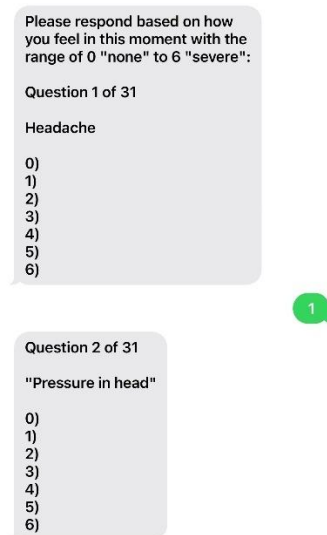 Please respond based on how
you feel in this moment with the
range of 0 "none" to 6 "severe":
Question 1 of 31
Headache
0)
1)
2)
3)
4)
5)
6)
1
Question 2 of 31
"Pressure in head"
0)
1)
2)
3)
4)
5)
6)